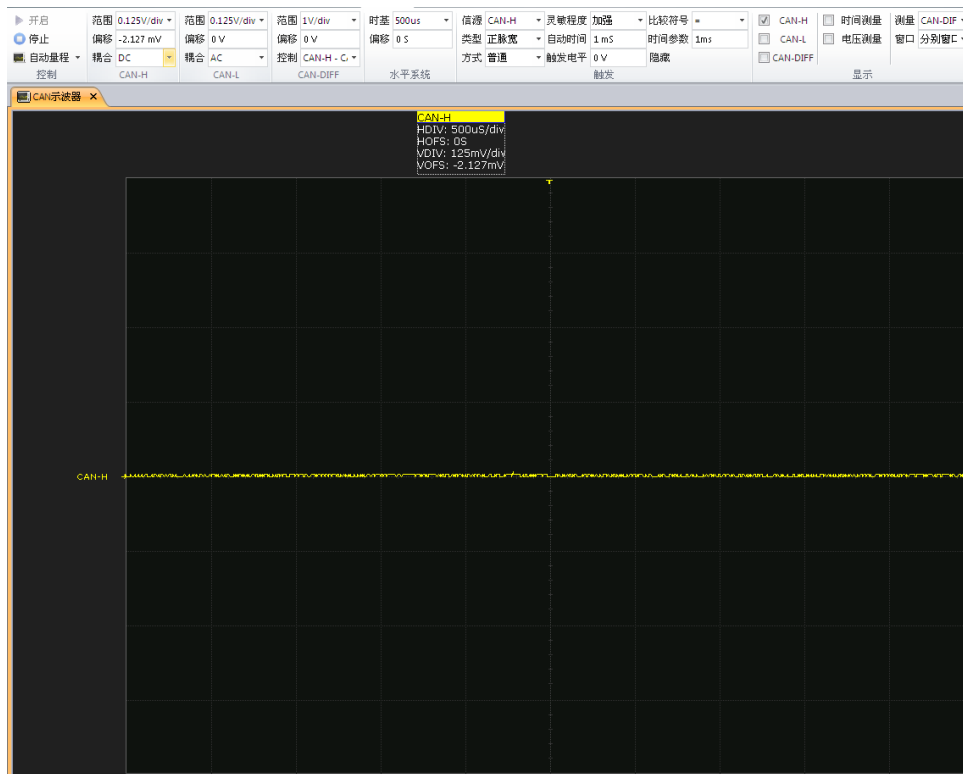 开启 范围 0.125V/div 范围 0.125V/div 范围 1V/div 时基 500us 信源 CAN-H 灵敏程度 加强 比较符号 = CAN-H 时间测量 测量 CAN-DIF
停止 偏移 -2.127 mV 偏移 0 V 偏移 0 V 偏移 0 S 类型 正脉宽 自动时间 1 mS 时间参数 1ms CAN-L 电压测量 窗口 分别窗口
自动量程 耦合 DC 耦合 AC 控制 CAN-H - C 方式 普通 触发电平 0 V 隐藏 CAN-DIFF
控制 CAN-H CAN-L CAN-DIFF 水平系统 触发 显示
CAN示波器
CAN-H
HDIV: 500uS/div
HOFS: 0S
VDIV: 125mV/div
VOFS: -2.127mV
T
CAN-H